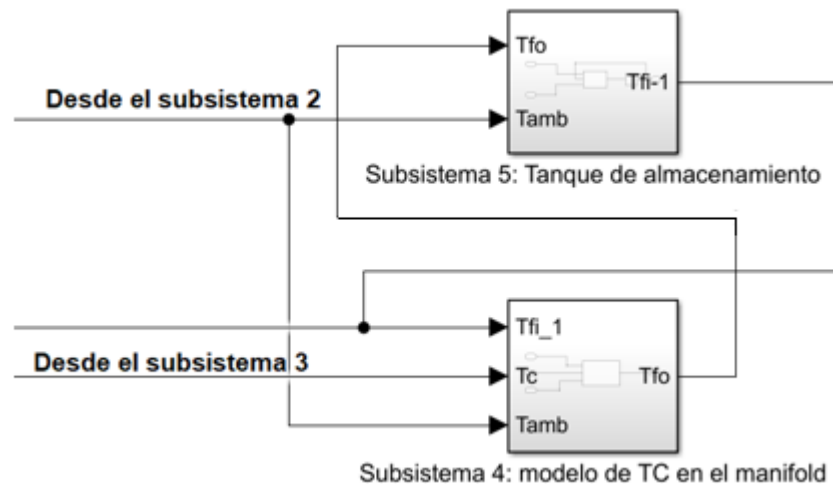 Tfo
Desde el subsistema 2
Tfi-1
Tamb
Subsistema 5: Tanque de almacenamiento
Tfi_1
Desde el subsistema 3
Tc
Tfo
Tamb
Subsistema 4: modelo de TC en el manifold